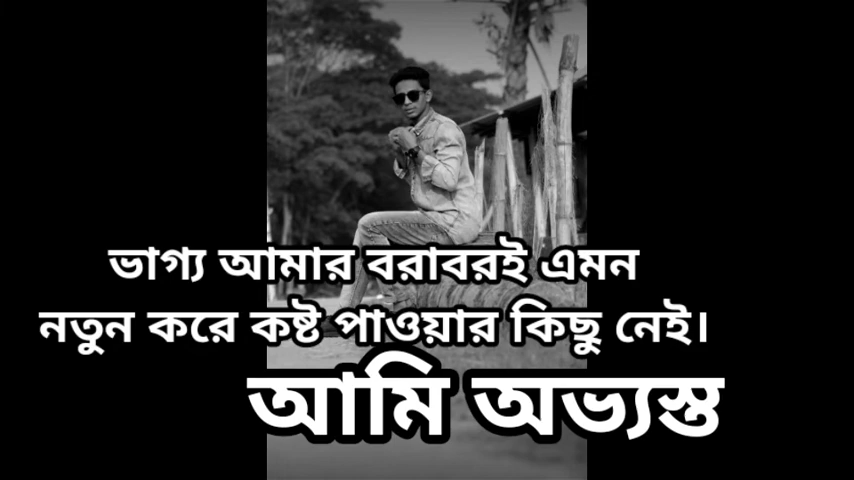 ভাগ্য আমার বরাবরই এমন
নতুন করে কষ্ট পাওয়ার কিছু নেই।
আমি অভ্যস্ত